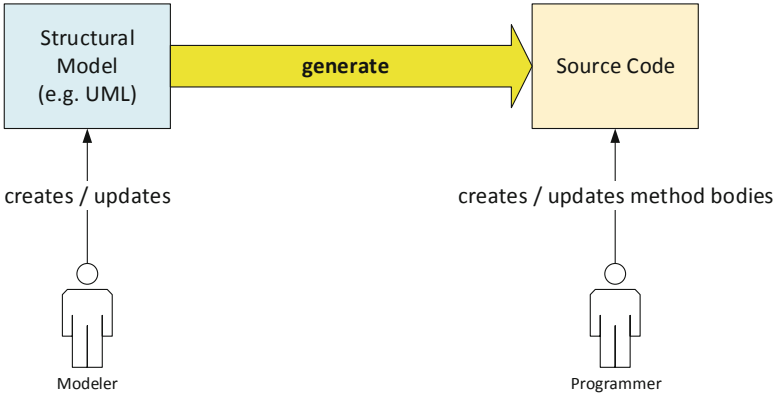 Structural
Model
(e.g. UML)
generate
Source Code
creates / updates
creates / updates method bodies
Modeler
Programmer